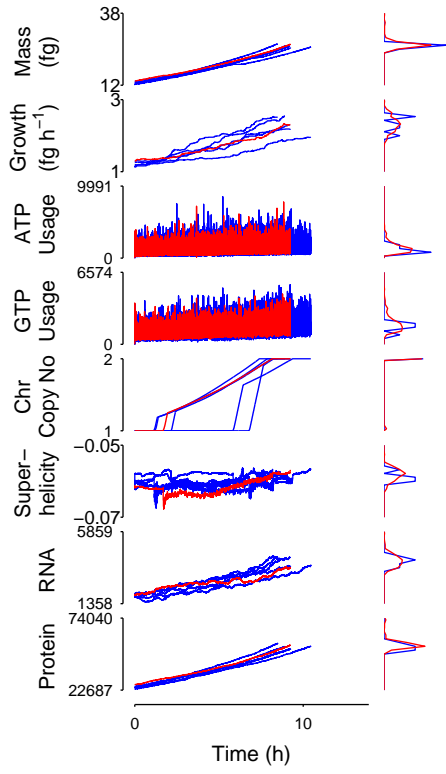 38
Mass
(fg)
12
3
Growth
(fg h⁻¹)
1
9991
ATP
Usage
0
6574
GTP
Usage
0
2
Chr
Copy No
1
−0.05
Super−
helicity
−0.07
5859
RNA
1358
74040
Protein
22687
0 10
Time (h)